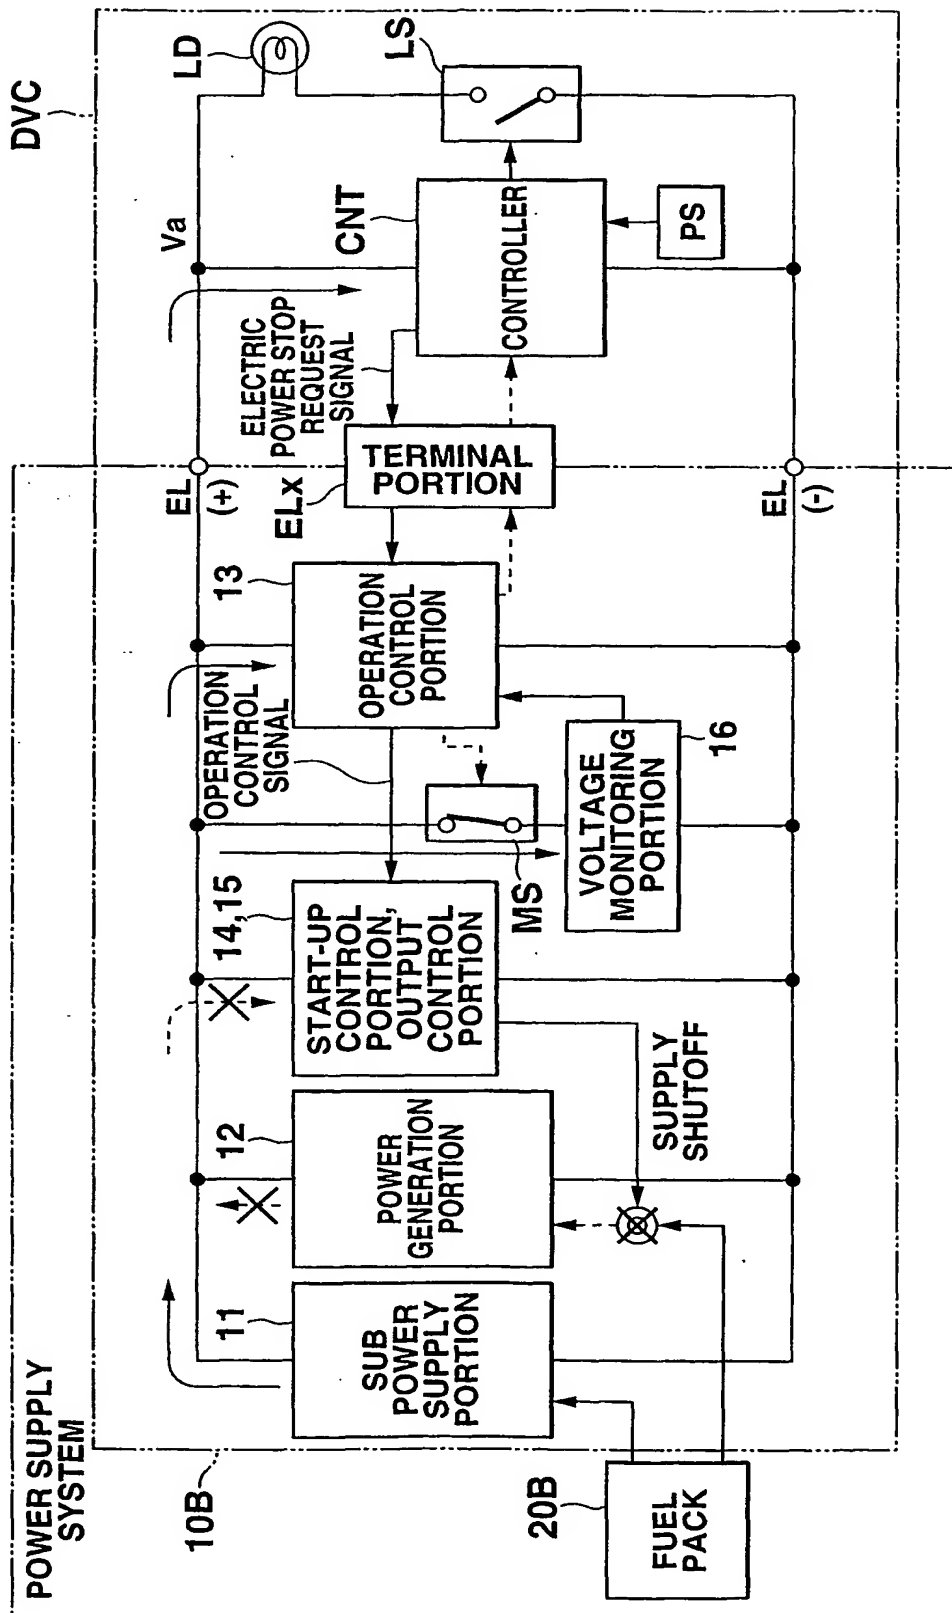 POWER SUPPLY
SYSTEM
DVC
10B
20B
FUEL
PACK
11
SUB
POWER
SUPPLY
PORTION
12
POWER
GENERATION
PORTION
SUPPLY
SHUTOFF
14,15
START-UP
CONTROL
PORTION,
OUTPUT
CONTROL
PORTION
OPERATION
CONTROL
SIGNAL
MS
VOLTAGE
MONITORING
PORTION
16
13
OPERATION
CONTROL
PORTION
EL
(+)
ELx
TERMINAL
PORTION
EL
(-)
ELECTRIC
POWER STOP
REQUEST
SIGNAL
Va
CNT
CONTROLLER
PS
LD
LS